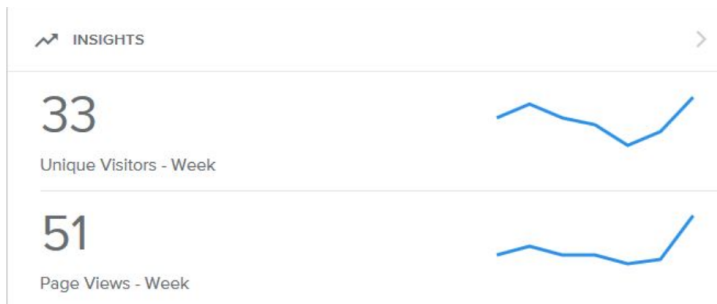 INSIGHTS
33
Unique Visitors - Week
51
Page Views - Week